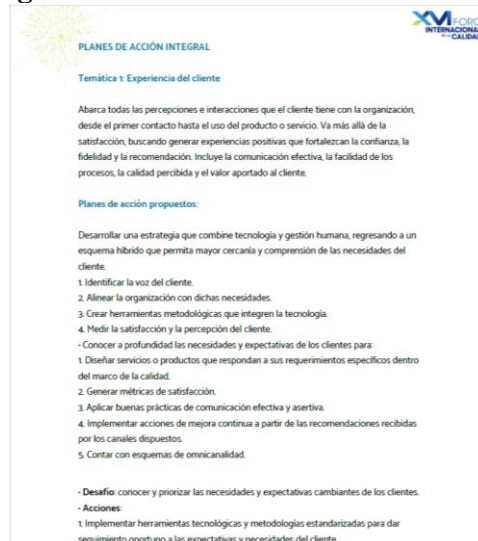 XVI FORO
INTERNACIONAL
DE LA CALIDAD
PLANES DE ACCIÓN INTEGRAL
Temática 1: Experiencia del cliente
Abarca todas las percepciones e interacciones que el cliente tiene con la organización,
desde el primer contacto hasta el uso del producto o servicio. Va más allá de la
satisfacción, buscando generar experiencias positivas que fortalezcan la confianza, la
fidelidad y la recomendación. Incluye la comunicación efectiva, la facilidad de los
procesos, la calidad percibida y el valor aportado al cliente.
Planes de acción propuestos:
Desarrollar una estrategia que combine tecnología y gestión humana, regresando a un
esquema híbrido que permita mayor cercanía y comprensión de las necesidades del
cliente.
1. Identificar la voz del cliente.
2. Alinear la organización con dichas necesidades.
3. Crear herramientas metodológicas que integren la tecnología.
4. Medir la satisfacción y la percepción del cliente.
• Conocer a profundidad las necesidades y expectativas de los clientes para:
1. Diseñar servicios o productos que respondan a sus requerimientos específicos dentro
del marco de la calidad.
2. Generar métricas de satisfacción.
3. Aplicar buenas prácticas de comunicación efectiva y asertiva.
4. Implementar acciones de mejora continua a partir de las recomendaciones recibidas
por los canales dispuestos.
5. Contar con esquemas de omnicanalidad.
• Desafío: conocer y priorizar las necesidades y expectativas cambiantes de los clientes.
• Acciones:
1. Implementar herramientas tecnológicas y metodologías estandarizadas para dar
seguimiento oportuno a las expectativas y necesidades del cliente.